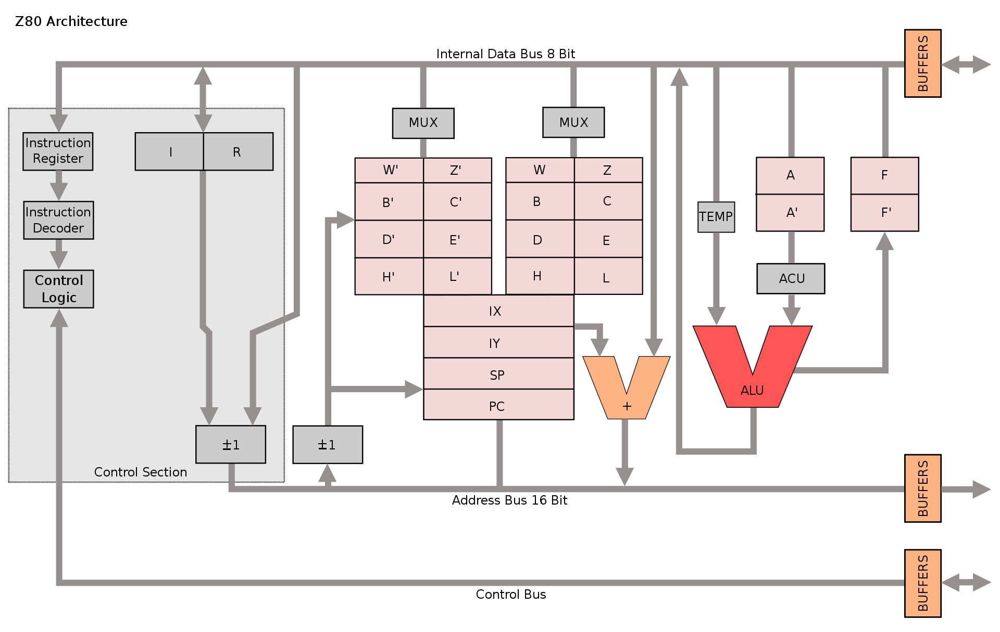 Z80 Architecture
Internal Data Bus 8 Bit
BUFFERS
Instruction
Register
I
R
MUX
MUX
W'
Z'
W
Z
B'
C'
B
C
D'
E'
D
E
H'
L'
H
L
A
A'
F
F'
TEMP
Instruction
Decoder
Control
Logic
ACU
IX
IY
SP
PC
+
ALU
±1
±1
Control Section
BUFFERS
Address Bus 16 Bit
BUFFERS
Control Bus